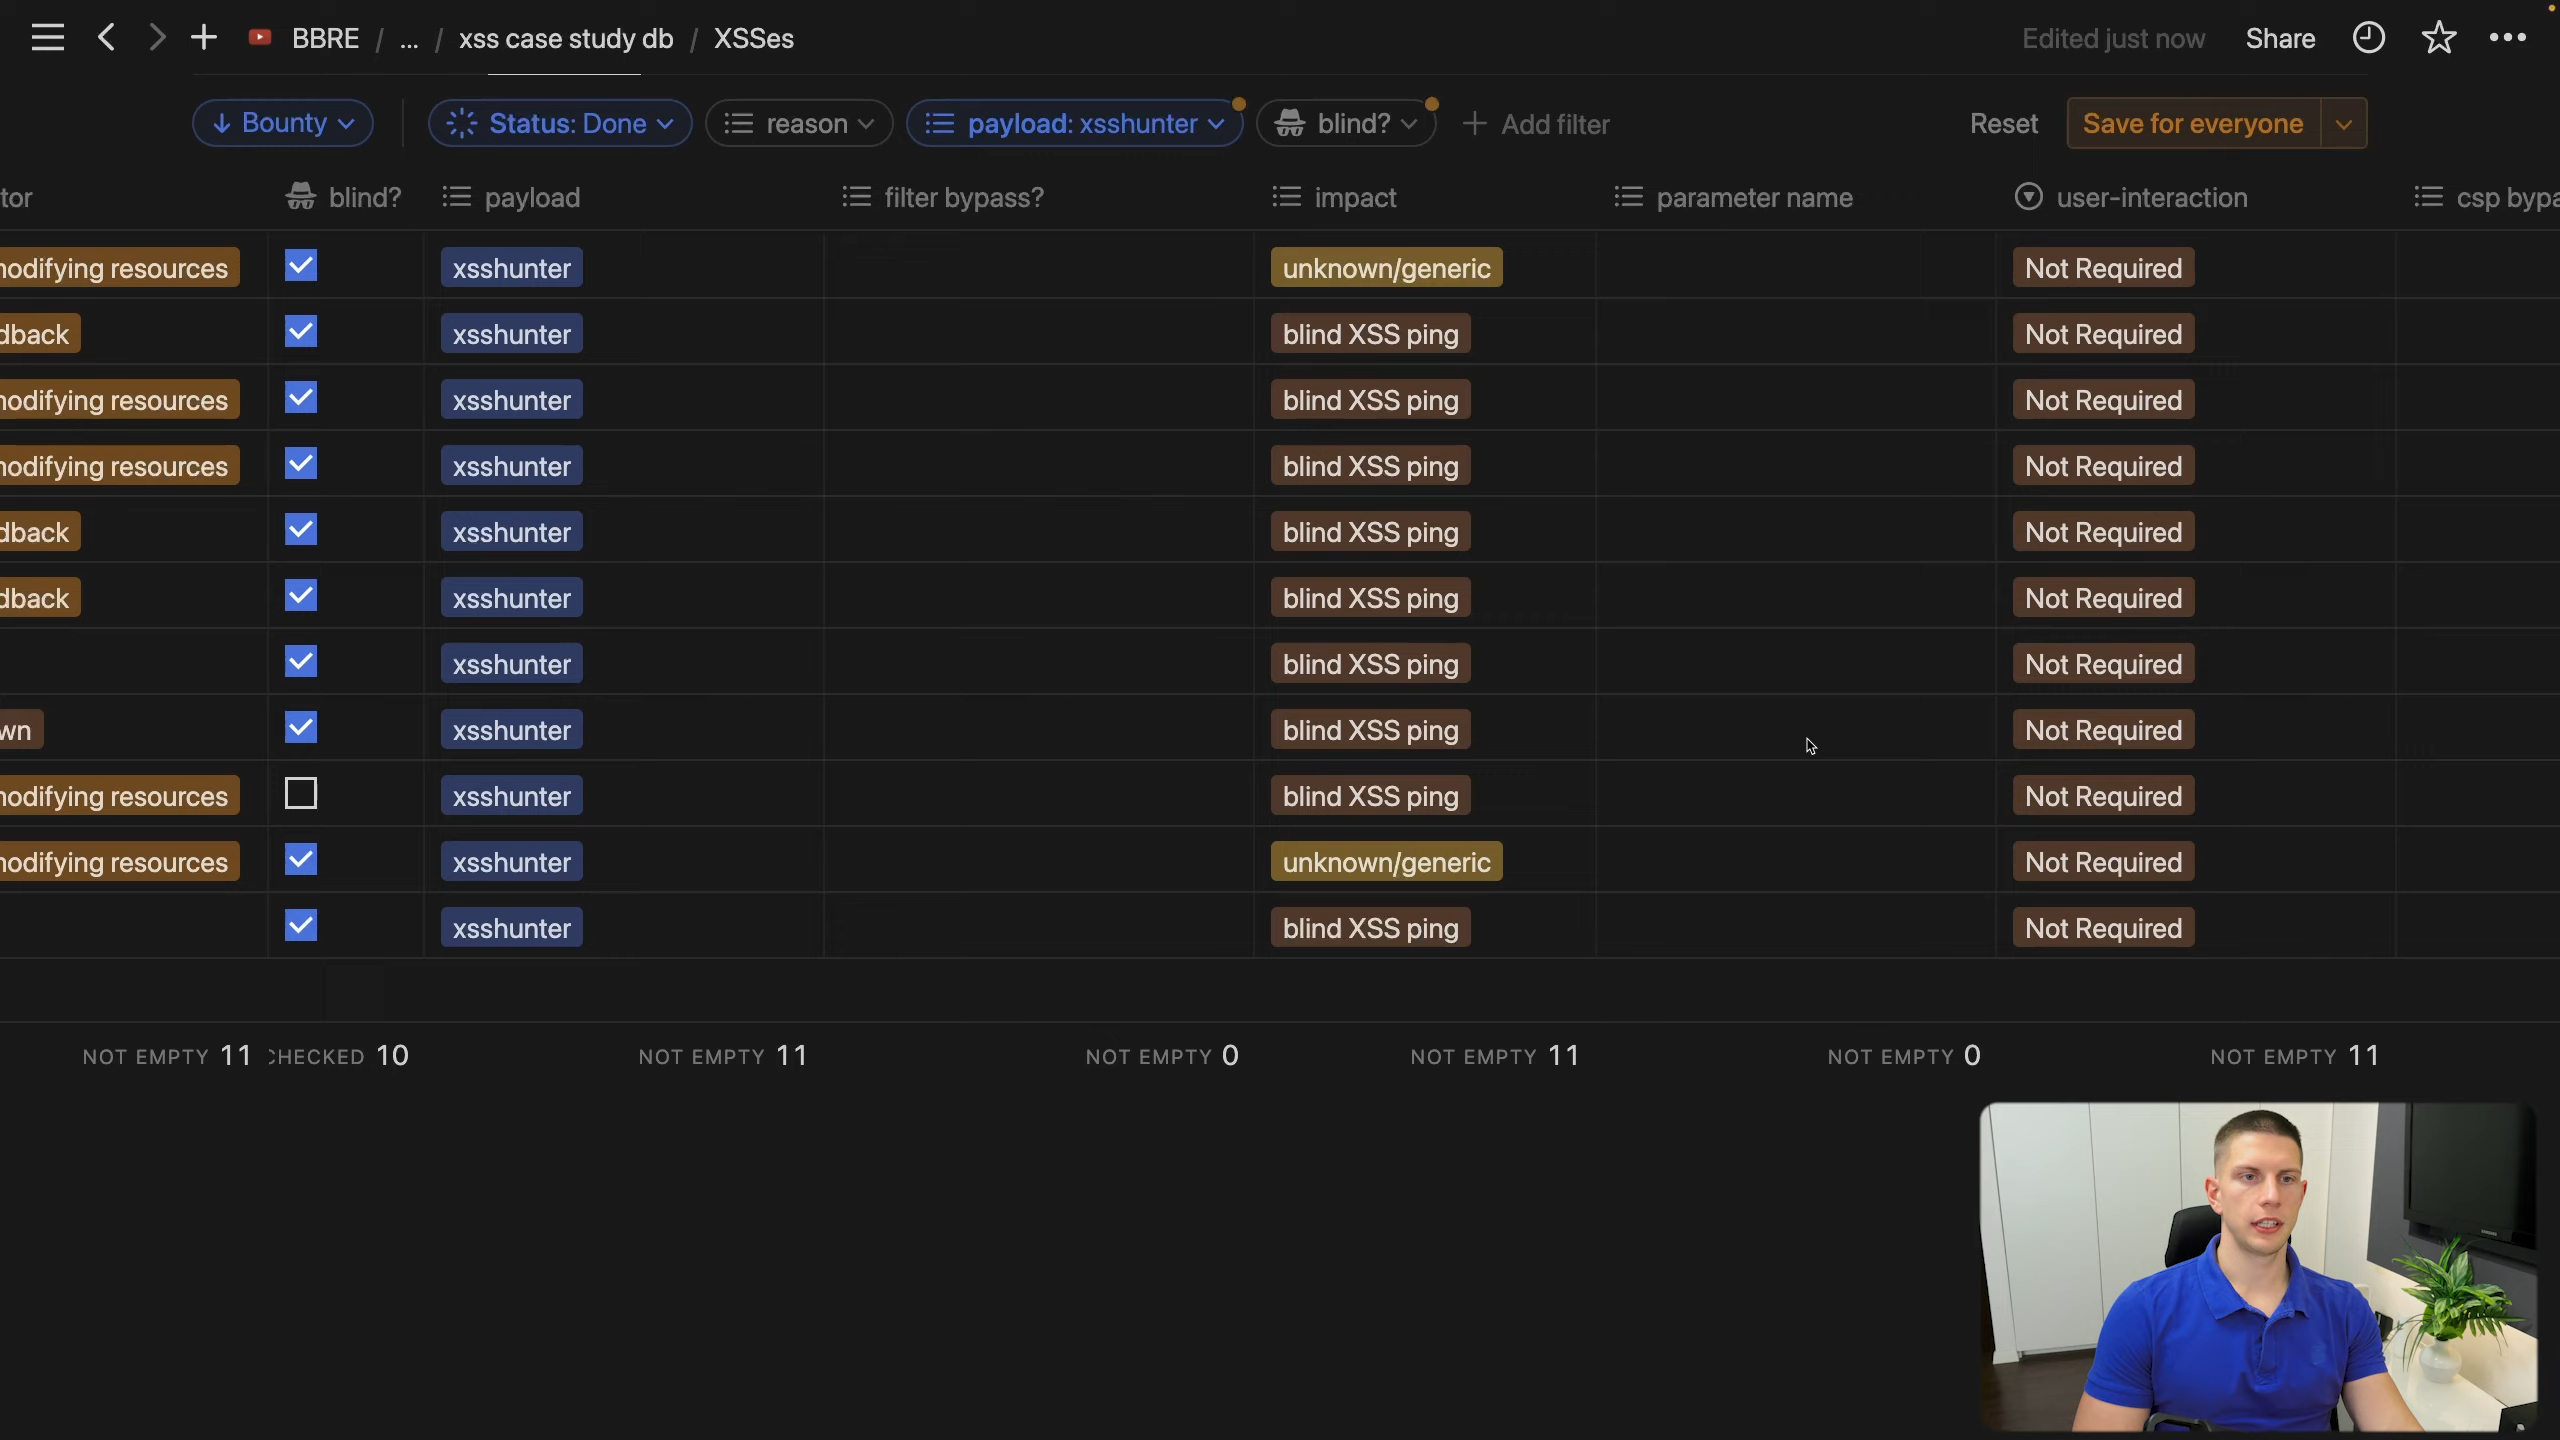 BBRE / ... / xss case study db / XSSes Edited just now Share
Bounty Status: Done reason payload: xsshunter blind? + Add filter Reset Save for everyone
tor blind? payload filter bypass? impact parameter name user-interaction csp bypa
nodifying resources xsshunter unknown/generic Not Required
dback xsshunter blind XSS ping Not Required
nodifying resources xsshunter blind XSS ping Not Required
nodifying resources xsshunter blind XSS ping Not Required
dback xsshunter blind XSS ping Not Required
dback xsshunter blind XSS ping Not Required
xsshunter blind XSS ping Not Required
wn xsshunter blind XSS ping Not Required
nodifying resources xsshunter blind XSS ping Not Required
nodifying resources xsshunter unknown/generic Not Required
xsshunter blind XSS ping Not Required
NOT EMPTY 11 CHECKED 10 NOT EMPTY 11 NOT EMPTY 0 NOT EMPTY 11 NOT EMPTY 0 NOT EMPTY 11